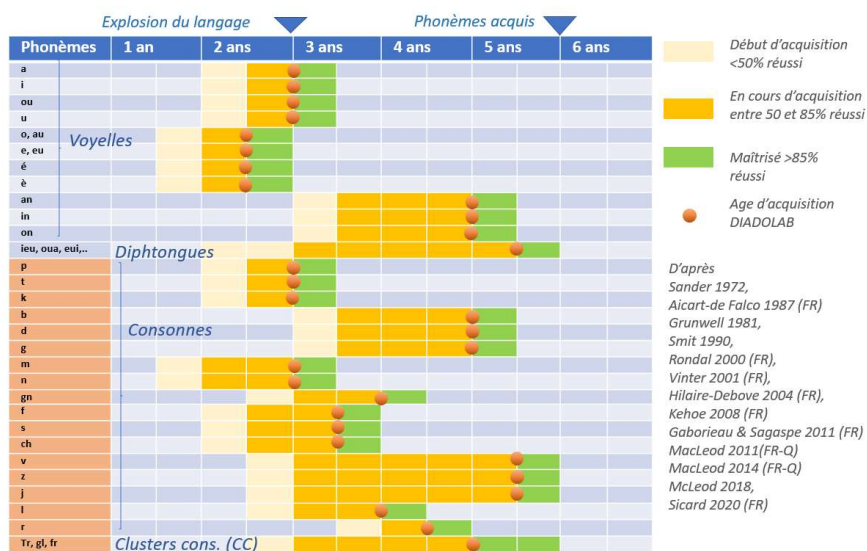 Explosion du langage
Phonèmes acquis
Phonèmes 1 an 2 ans 3 ans 4 ans 5 ans 6 ans
a
i
ou
u
o, au
Voyelles
e, eu
é
è
an
in
on
ieu, oua, eui,..
Diphtongues
p
t
k
b
Consonnes
d
g
m
n
gn
f
s
ch
v
z
j
l
r
Tr, gl, fr
Clusters cons. (CC)
Début d'acquisition
<50% réussi
En cours d'acquisition
entre 50 et 85% réussi
Maîtrisé >85%
réussi
Age d'acquisition
DIADOLAB
D'après
Sander 1972,
Aicart-de Falco 1987 (FR)
Grunwell 1981,
Smit 1990,
Rondal 2000 (FR),
Vinter 2001 (FR),
Hilaire-Debove 2004 (FR),
Kehoe 2008 (FR)
Gaborieau & Sagaspe 2011 (FR)
MacLeod 2011(FR-Q)
MacLeod 2014 (FR-Q)
McLeod 2018,
Sicard 2020 (FR)